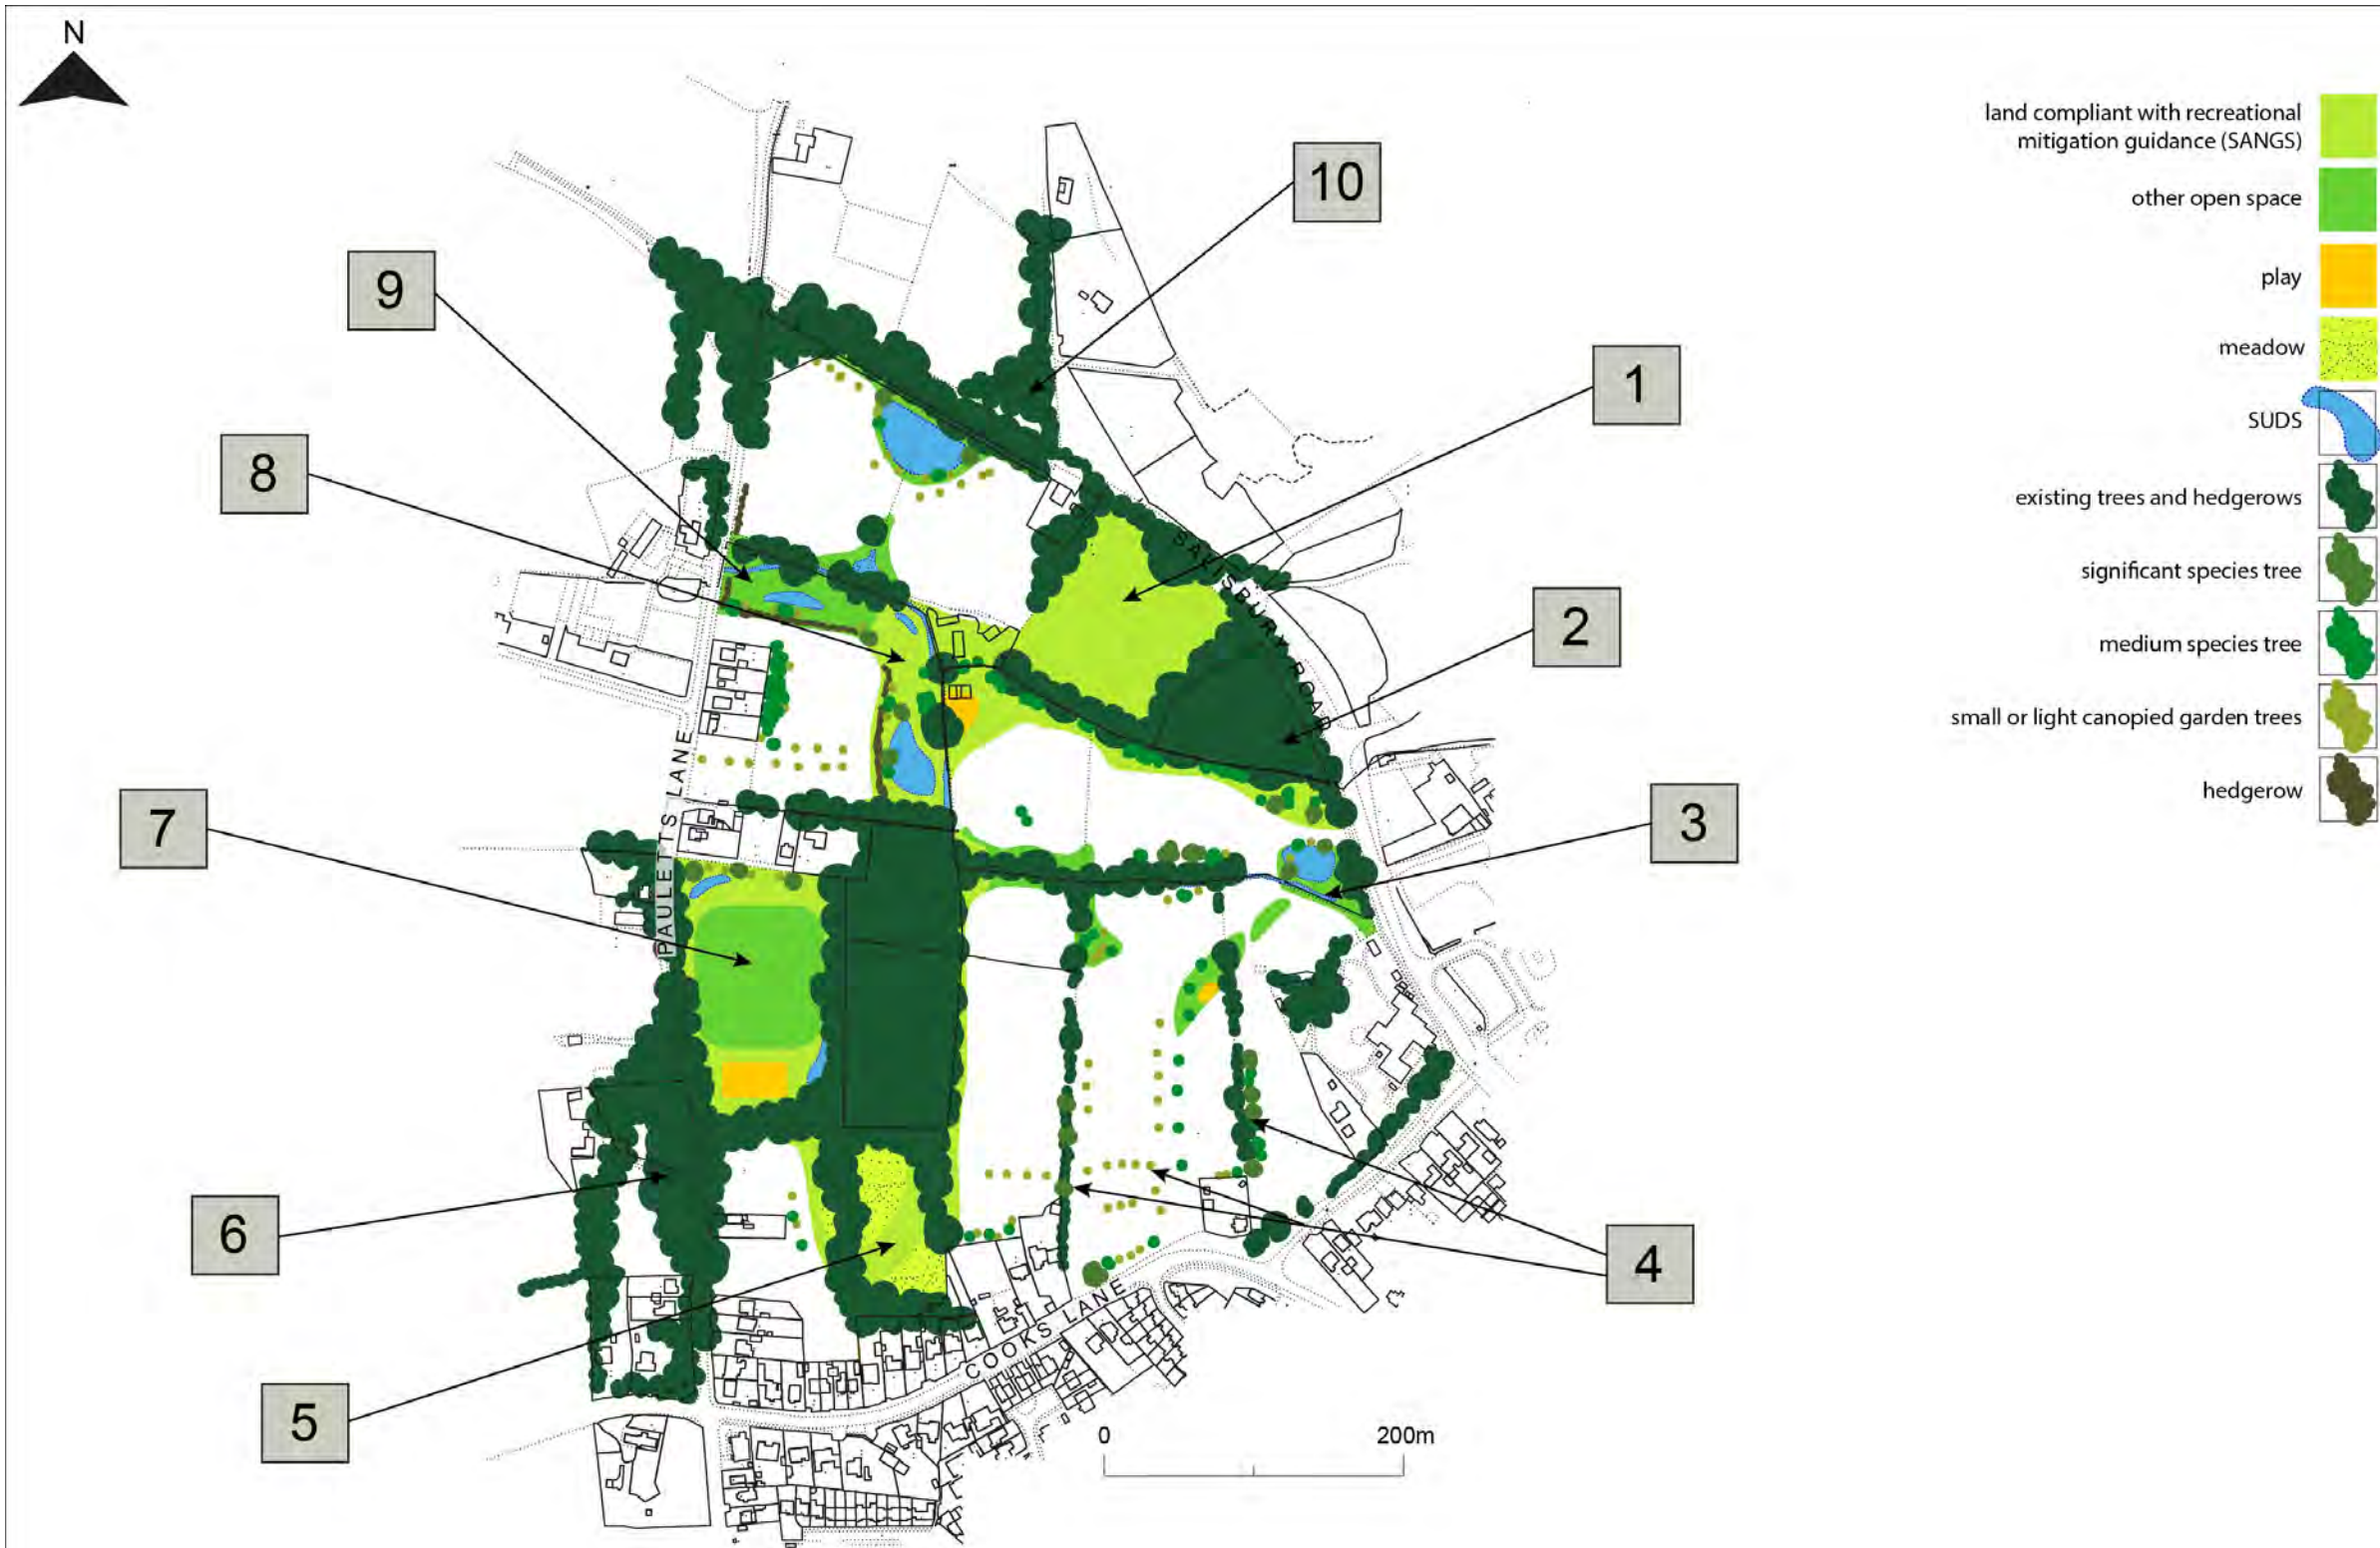 N
10
9
1
8
2
7
3
6
4
5
SALISBURY ROAD
PAULETTS LANE
COOKS LANE
0 200m
land compliant with recreational
mitigation guidance (SANGS)
other open space
play
meadow
SUDS
existing trees and hedgerows
significant species tree
medium species tree
small or light canopied garden trees
hedgerow